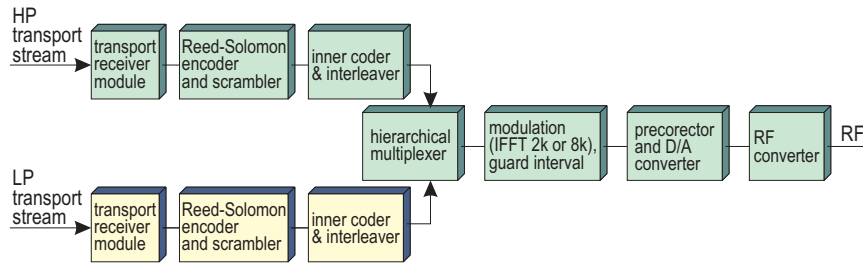 HP
transport
stream
transport
receiver
module
Reed-Solomon
encoder
and scrambler
inner coder
& interleaver
hierarchical
multiplexer
modulation
(IFFT 2k or 8k),
guard interval
precorector
and D/A
converter
RF
converter
RF
LP
transport
stream
transport
receiver
module
Reed-Solomon
encoder
and scrambler
inner coder
& interleaver